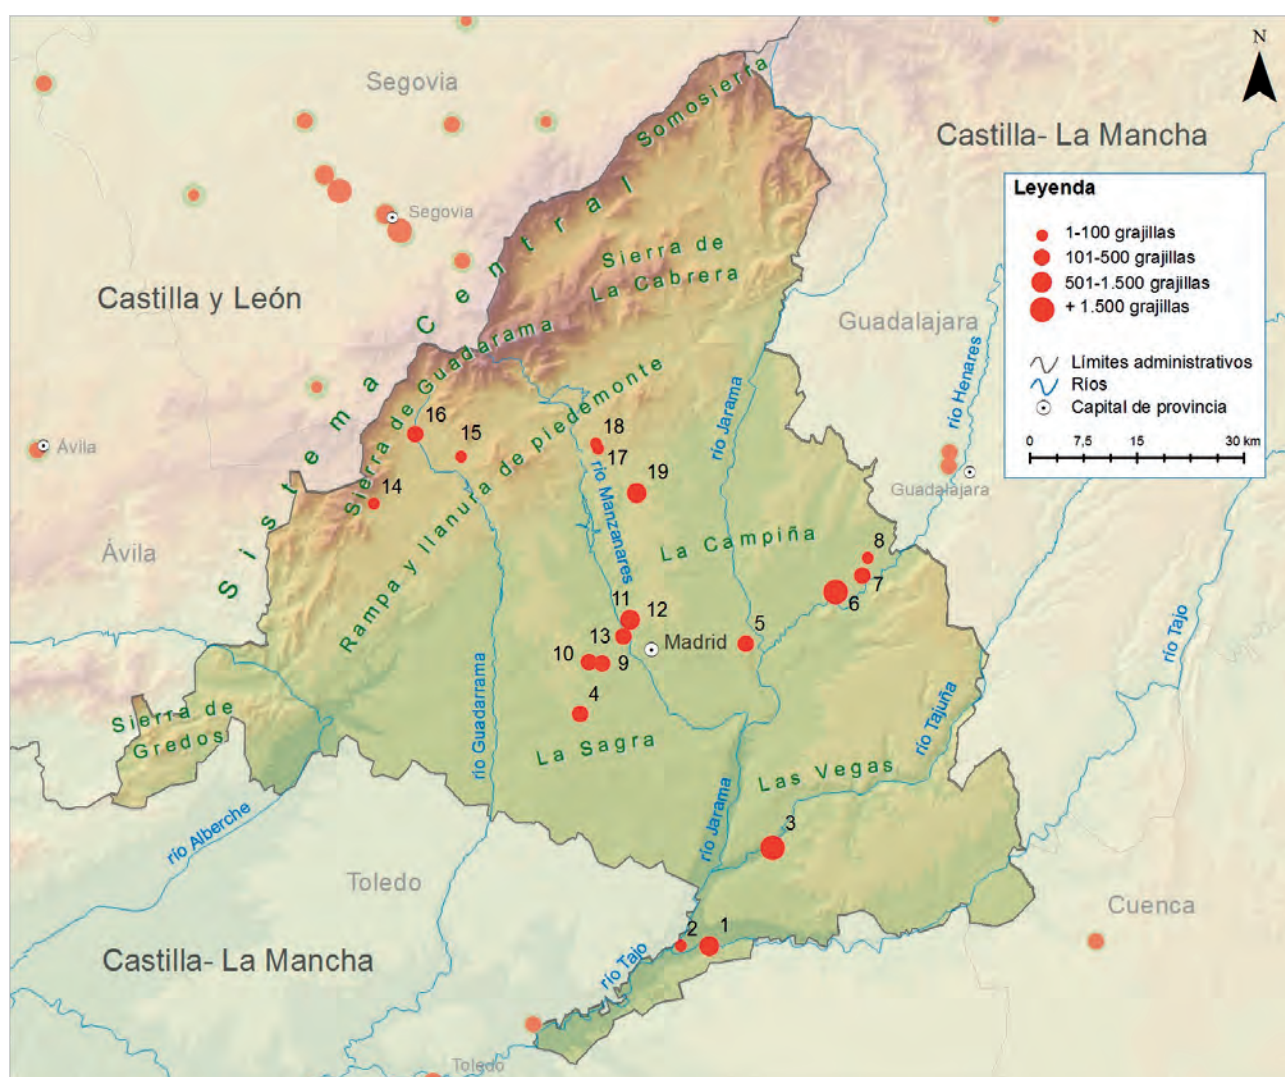 N
Segovia
Castilla- La Mancha
Somosierra
Leyenda
1-100 grajillas
101-500 grajillas
501-1.500 grajillas
+ 1.500 grajillas
Límites administrativos
Ríos
Capital de provincia
0 7,5 15 30 km
Segovia
Sistema Central
Sierra de
La Cabrera
Castilla y León
Guadalajara
río Henares
Sierra de Guadarama
Rampa y llanura de piedemonte
río Jarama
16
15
18
17
Ávila
19
14
río Manzanares
Guadalajara
La Campiña
Ávila
8
7
6
11
12
5
13
Madrid
10
9
río Tajo
4
río Guadarrama
río Tajuña
Sierra de
Gredos
La Sagra
Las Vegas
río Alberche
río Jarama
3
Toledo
Cuenca
2
1
Castilla- La Mancha
río Tajo
Toledo